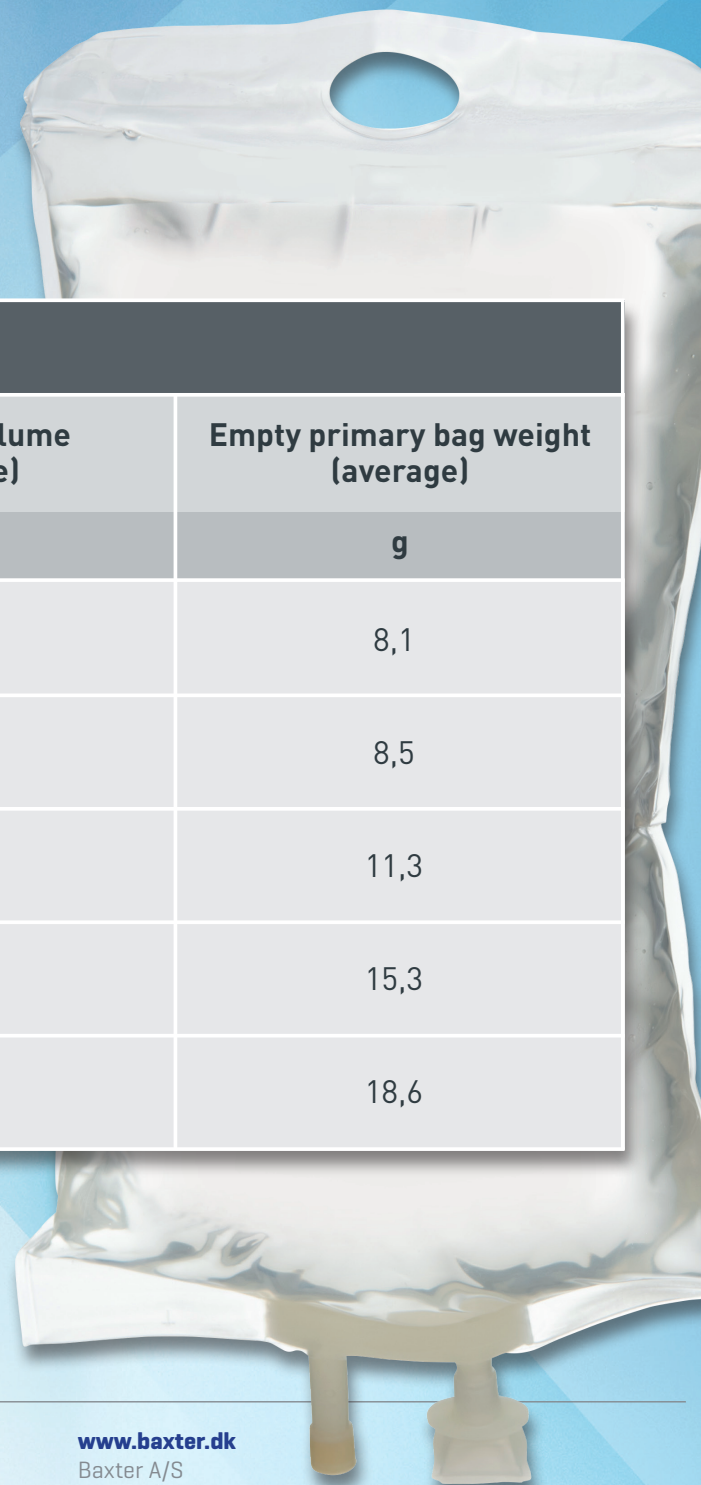 Empty primary bag weight
(average)
g
8,1
8,5
11,3
15,3
18,6
www.baxter.dk
Baxter A/S